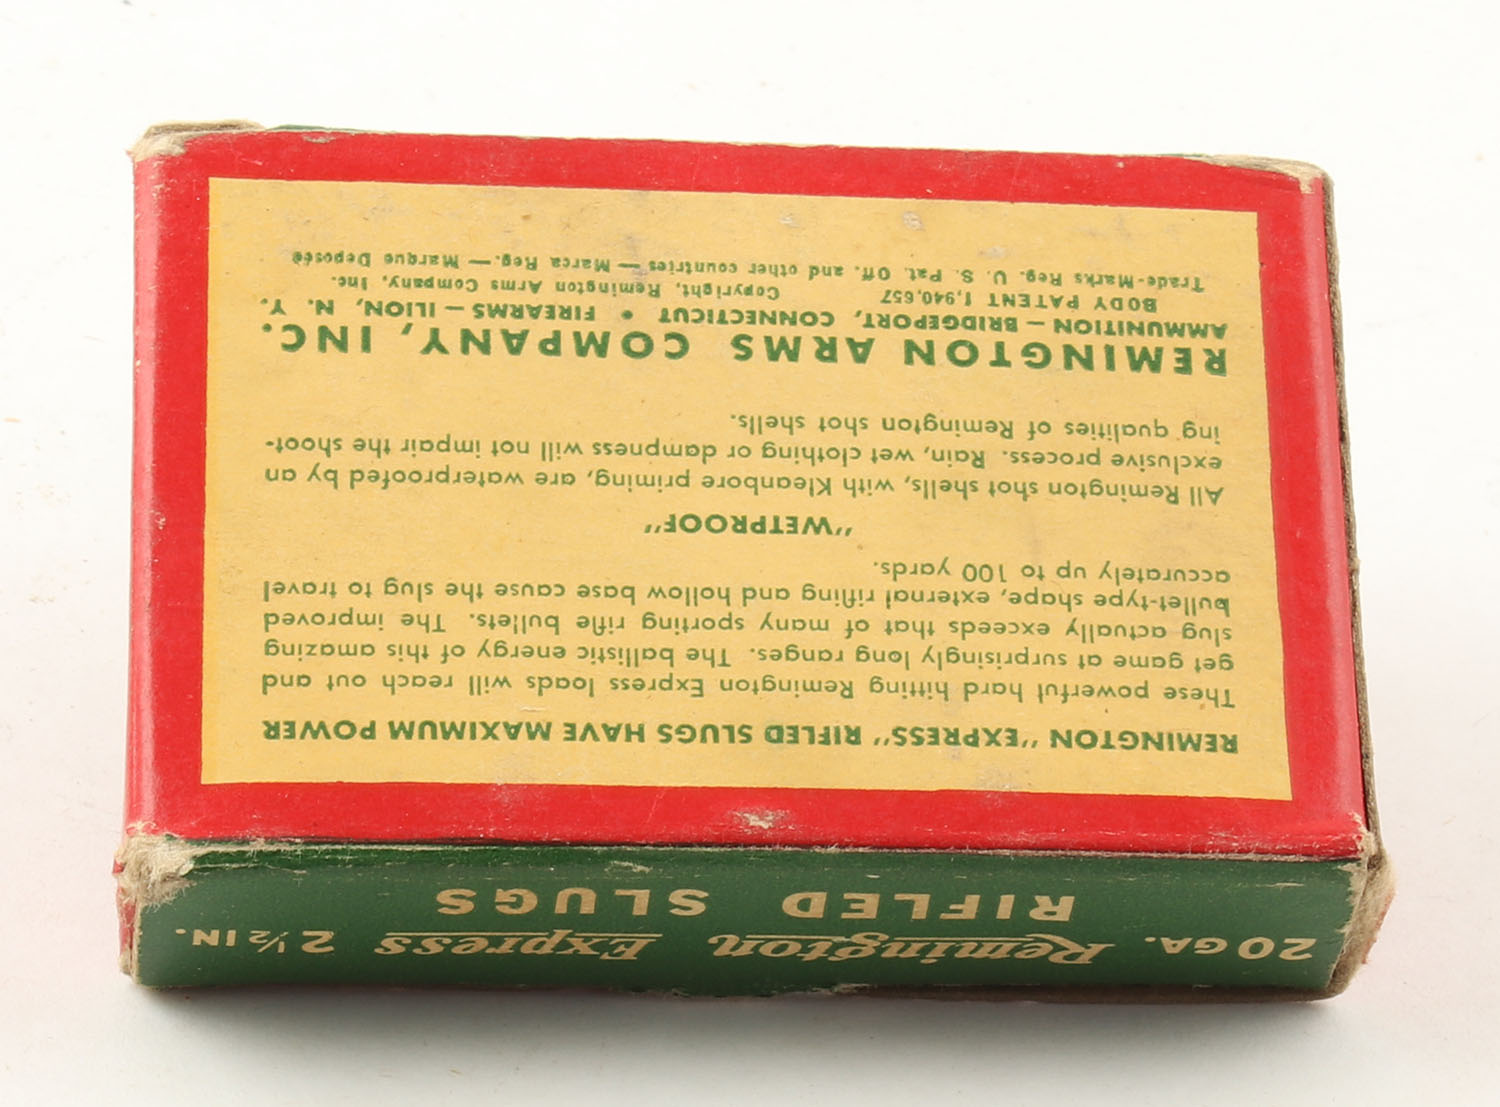 20 GA. Remington Express 2 1/2 IN.
RIFLED SLUGS
REMINGTON "EXPRESS" RIFLED SLUGS HAVE MAXIMUM POWER
These powerful hard hitting Remington Express loads will reach out and
get game at surprisingly long ranges. The ballistic energy of this amazing
slug actually exceeds that of many sporting rifle bullets. The improved
bullet-type shape, external rifling and hollow base cause the slug to travel
accurately up to 100 yards.
"WETPROOF"
All Remington shot shells, with Kleanbore priming, are waterproofed by an
exclusive process. Rain, wet clothing or dampness will not impair the shoot-
ing qualities of Remington shot shells.
REMINGTON ARMS COMPANY, INC.
AMMUNITION — BRIDGEPORT, CONNECTICUT • FIREARMS — ILION, N. Y.
BODY PATENT 1,940,657 Copyright, Remington Arms Company, Inc.
Trade-Marks Reg. U. S. Pat. Off. and other countries — Marca Reg. — Marque Deposée